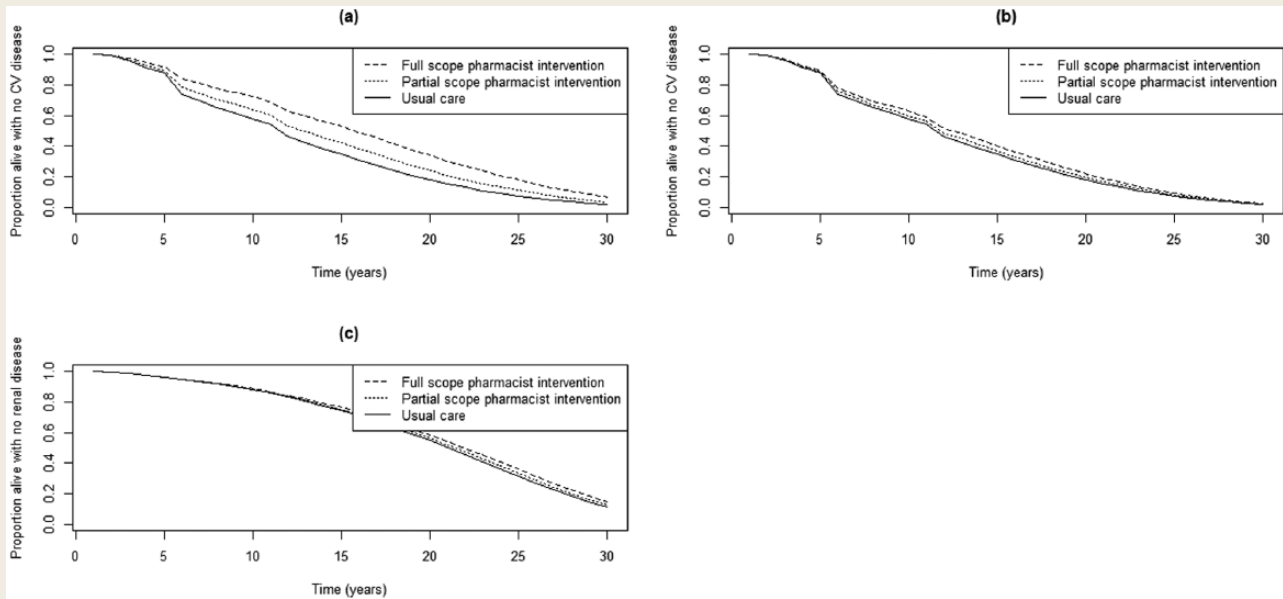 (a)
Proportion alive with no CV disease
0.0 0.2 0.4 0.6 0.8 1.0
Full scope pharmacist intervention
Partial scope pharmacist intervention
Usual care
0 5 10 15 20 25 30
Time (years)
(b)
Proportion alive with no CV disease
0.0 0.2 0.4 0.6 0.8 1.0
Full scope pharmacist intervention
Partial scope pharmacist intervention
Usual care
0 5 10 15 20 25 30
Time (years)
(c)
Proportion alive with no renal disease
0.0 0.2 0.4 0.6 0.8 1.0
Full scope pharmacist intervention
Partial scope pharmacist intervention
Usual care
0 5 10 15 20 25 30
Time (years)